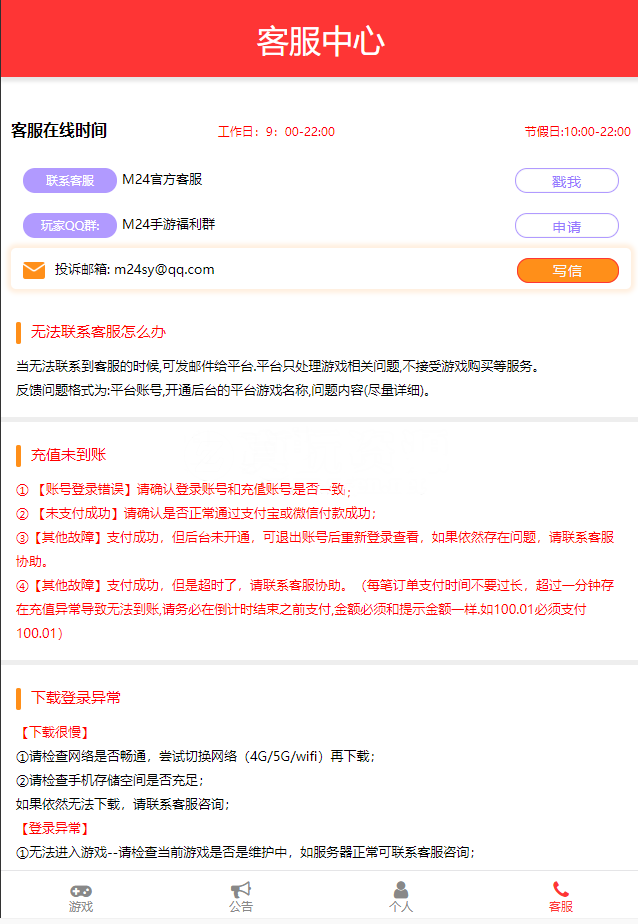 客服中心
客服在线时间 工作日：9：00-22:00 节假日:10:00-22:00
联系客服 M24官方客服 戳我
玩家QQ群: M24手游福利群 申请
投诉邮箱: m24sy@qq.com 写信
无法联系客服怎么办
当无法联系到客服的时候,可发邮件给平台.平台只处理游戏相关问题,不接受游戏购买等服务。
反馈问题格式为:平台账号,开通后台的平台游戏名称,问题内容(尽量详细)。
充值未到账
①【账号登录错误】请确认登录账号和充值账号是否一致；
②【未支付成功】请确认是否正常通过支付宝或微信付款成功；
③【其他故障】支付成功，但后台未开通，可退出账号后重新登录查看，如果依然存在问题，请联系客服
协助。
④【其他故障】支付成功，但是超时了，请联系客服协助。（每笔订单支付时间不要过长，超过一分钟存
在充值异常导致无法到账,请务必在倒计时结束之前支付,金额必须和提示金额一样.如100.01必须支付
100.01）
下载登录异常
【下载很慢】
①请检查网络是否畅通，尝试切换网络（4G/5G/wifi）再下载；
②请检查手机存储空间是否充足；
如果依然无法下载，请联系客服咨询；
【登录异常】
①无法进入游戏--请检查当前游戏是否是维护中，如服务器正常可联系客服咨询；
游戏 公告 个人 客服